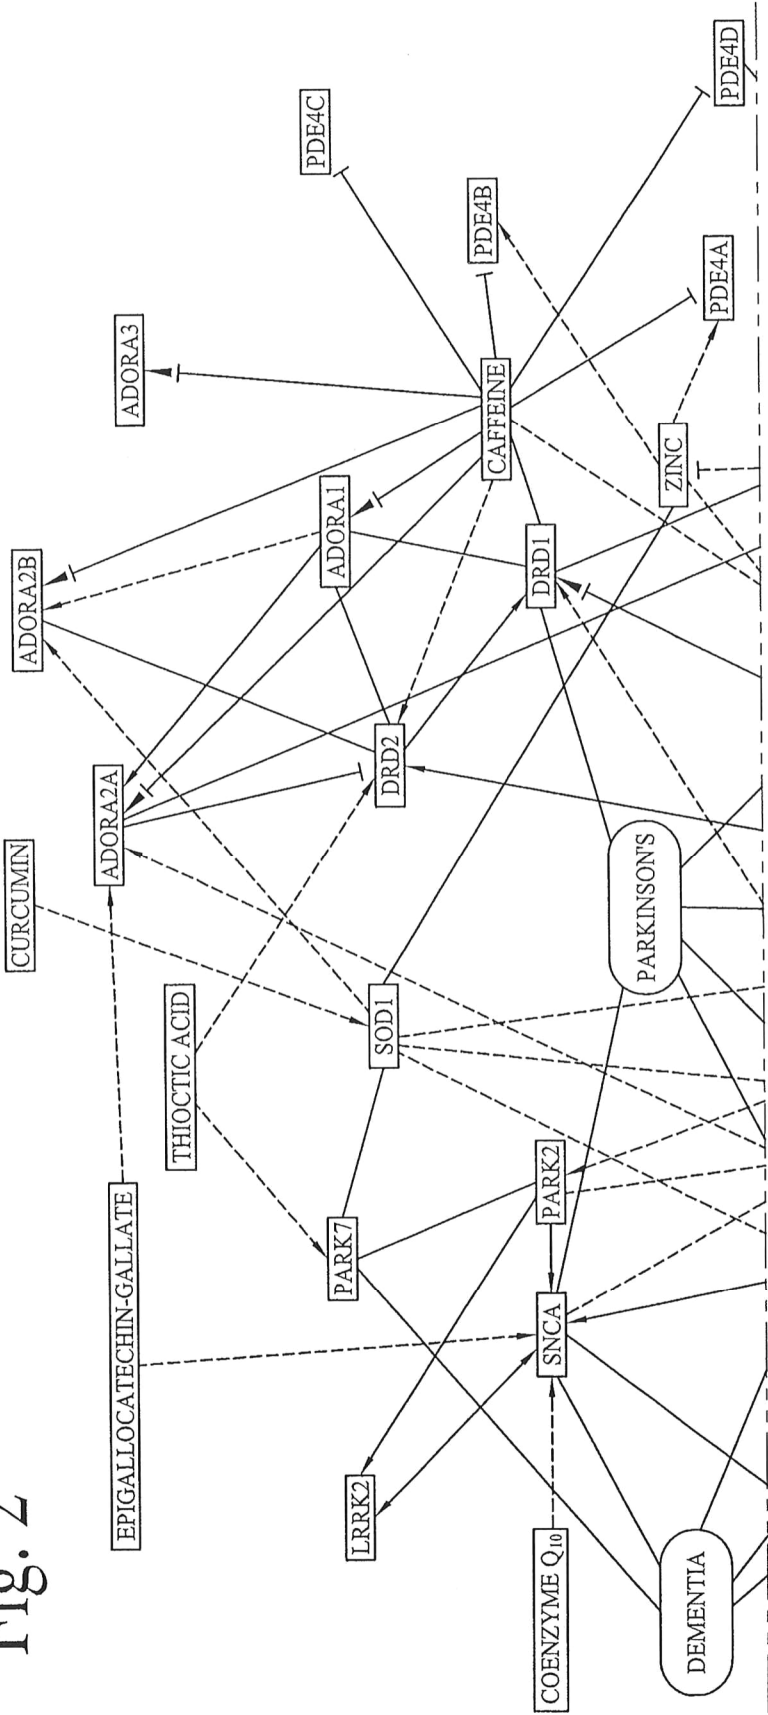 Fig. 2
EPIGALLOCATECHIN-GALLATE
CURCUMIN
ADORA2A
ADORA2B
ADORA3
THIOCTIC ACID
PARK7
LRRK2
SOD1
DRD2
ADORA1
PDE4C
COENZYME Q10
SNCA
PARK2
DRD1
CAFFEINE
PDE4B
DEMENTIA
PARKINSON'S
ZINC
PDE4A
PDE4D